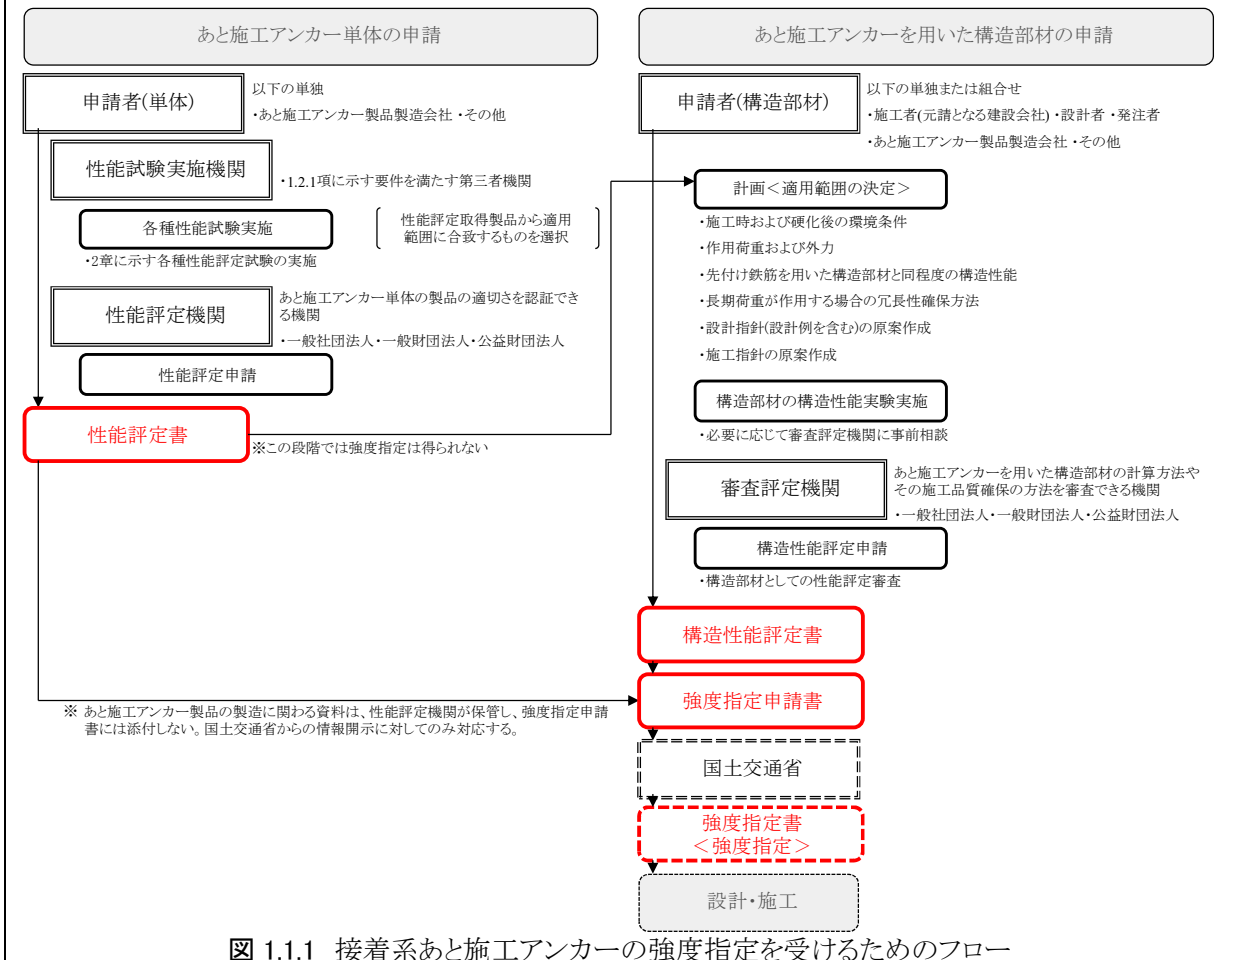 あと施工アンカー単体の申請
申請者(単体)
以下の単独
・あと施工アンカー製品製造会社・その他
性能試験実施機関
・1.2.1項に示す要件を満たす第三者機関
各種性能試験実施
性能評定取得製品から適用
範囲に合致するものを選択
・2章に示す各種性能評定試験の実施
性能評定機関
あと施工アンカー単体の製品の適切さを認証でき
る機関
・一般社団法人・一般財団法人・公益財団法人
性能評定申請
性能評定書
※この段階では強度指定は得られない
※ あと施工アンカー製品の製造に関わる資料は、性能評定機関が保管し、強度指定申請
書には添付しない。国土交通省からの情報開示に対してのみ対応する。
あと施工アンカーを用いた構造部材の申請
申請者(構造部材)
以下の単独または組合せ
・施工者(元請となる建設会社)・設計者・発注者
・あと施工アンカー製品製造会社・その他
計画＜適用範囲の決定＞
・施工時および硬化後の環境条件
・作用荷重および外力
・先付け鉄筋を用いた構造部材と同程度の構造性能
・長期荷重が作用する場合の冗長性確保方法
・設計指針(設計例を含む)の原案作成
・施工指針の原案作成
構造部材の構造性能実験実施
・必要に応じて審査評定機関に事前相談
審査評定機関
あと施工アンカーを用いた構造部材の計算方法や
その施工品質確保の方法を審査できる機関
・一般社団法人・一般財団法人・公益財団法人
構造性能評定申請
・構造部材としての性能評定審査
構造性能評定書
強度指定申請書
国土交通省
強度指定書
＜強度指定＞
設計・施工
図 1.1.1 接着系あと施工アンカーの強度指定を受けるためのフロー